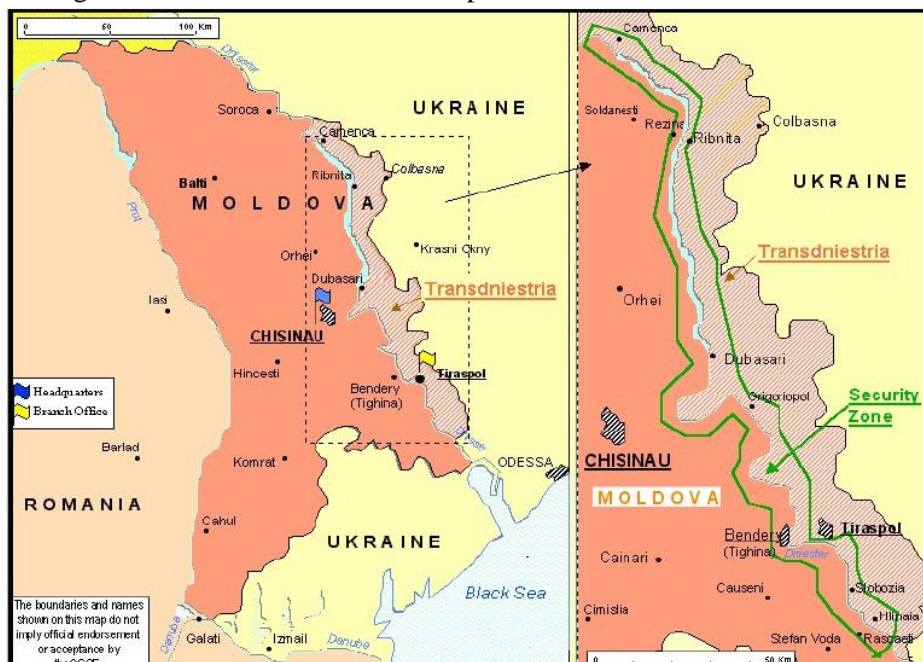 0 50 100 Km
Dniester
Soroca
UKRAINE
Camenca
Ribnita
Colbasna
Balti
MOLDOVA
Prut
Krasni Okny
Orhei
Dubasari
Transdniestria
Iasi
CHISINAU
Hincesti
Tiraspol
Bendery
(Tighina)
Headquarters
Branch Office
Dniester
Barlad
Komrat
ODESSA
ROMANIA
Cahul
UKRAINE
Black Sea
The boundaries and names
shown on this map do not
imply official endorsement
or acceptance by
Danube
Galati
Izmail
Danube
Camenca
Soldanesti
Rezina
Ribnita
Colbasna
UKRAINE
Transdniestria
Orhei
Dubasari
Grigoriopol
Security
Zone
CHISINAU
MOLDOVA
Tiraspol
Bendery
(Tighina)
Dniester
Cainari
Causeni
Slobozia
Cimislia
Hlinaia
Stefan Voda
Rascaeti
50 Km